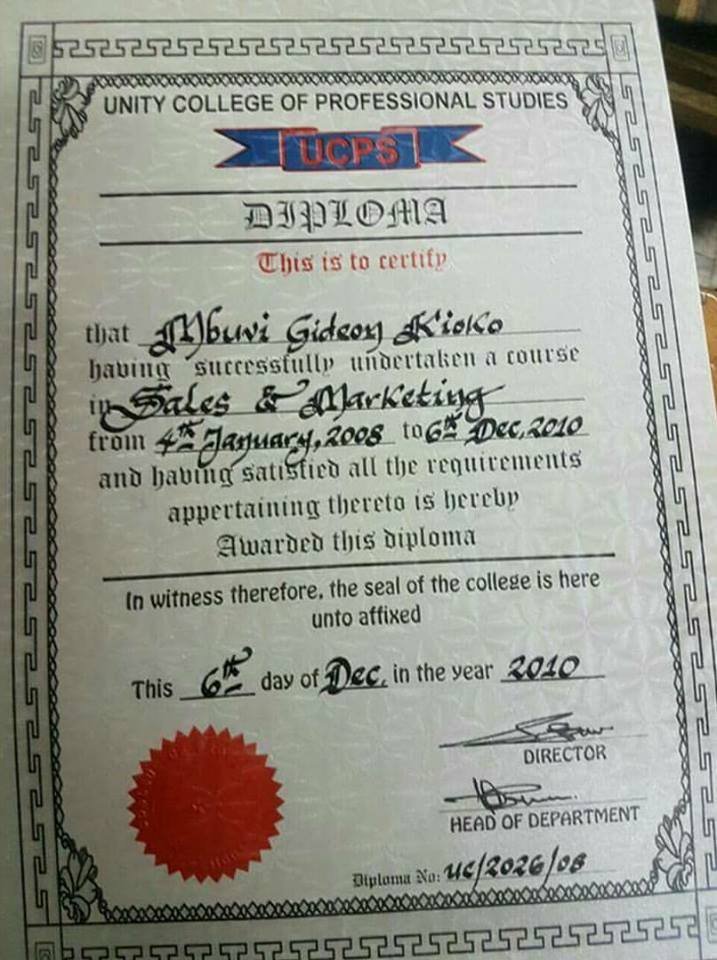 UNITY COLLEGE OF PROFESSIONAL STUDIES
UCPS
DIPLOMA
This is to certify
that Mbuvi Gideon Kioko
having successfully undertaken a course
in Sales & Marketing
from 4th January, 2008 to 6th Dec, 2010
and having satisfied all the requirements
appertaining thereto is hereby
Awarded this diploma
In witness therefore, the seal of the college is here
unto affixed
This 6th day of Dec. in the year 2010
DIRECTOR
HEAD OF DEPARTMENT
Diploma No: UC/2026/08